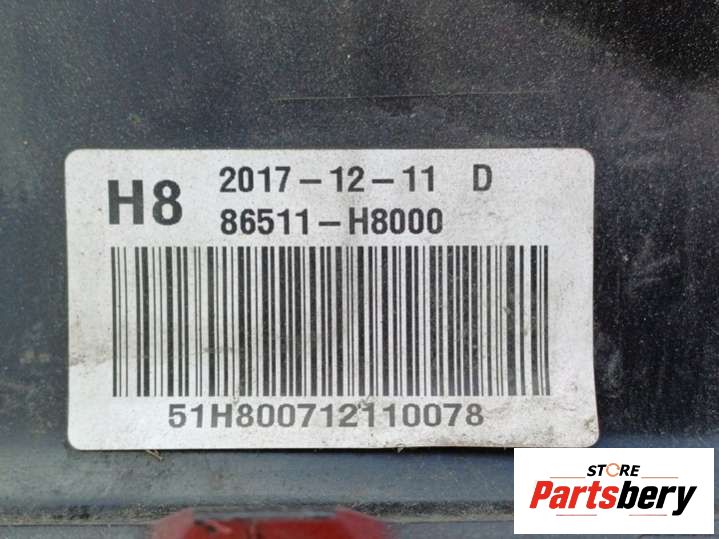 H8 2017-12-11 D
86511-H8000
51H800712110078
STORE
Partsbery